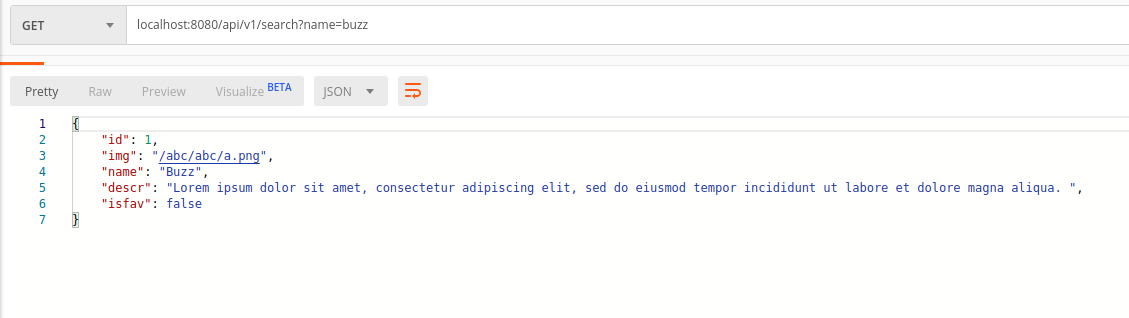 GET localhost:8080/api/v1/search?name=buzz
Pretty Raw Preview Visualize BETA JSON
1 {
2 "id": 1,
3 "img": "/abc/abc/a.png",
4 "name": "Buzz",
5 "descr": "Lorem ipsum dolor sit amet, consectetur adipiscing elit, sed do eiusmod tempor incididunt ut labore et dolore magna aliqua. ",
6 "isfav": false
7 }